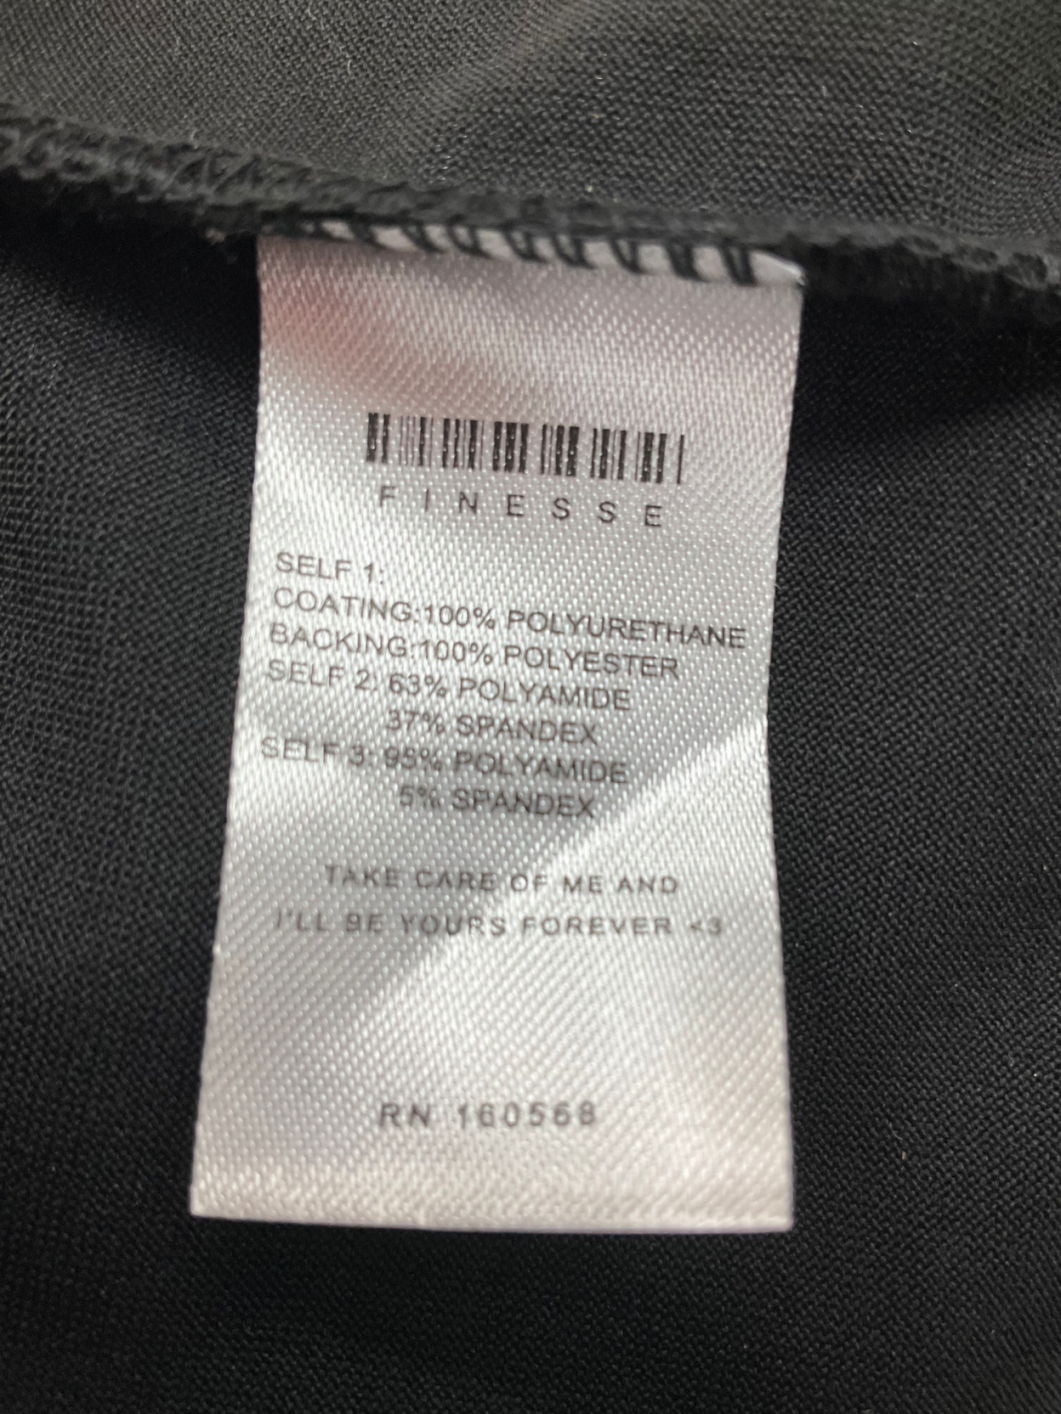 FINESSE
SELF 1:
COATING:100% POLYURETHANE
BACKING:100% POLYESTER
SELF 2: 63% POLYAMIDE
37% SPANDEX
SELF 3: 95% POLYAMIDE
5% SPANDEX
TAKE CARE OF ME AND
I'LL BE YOURS FOREVER <3
RN 160568